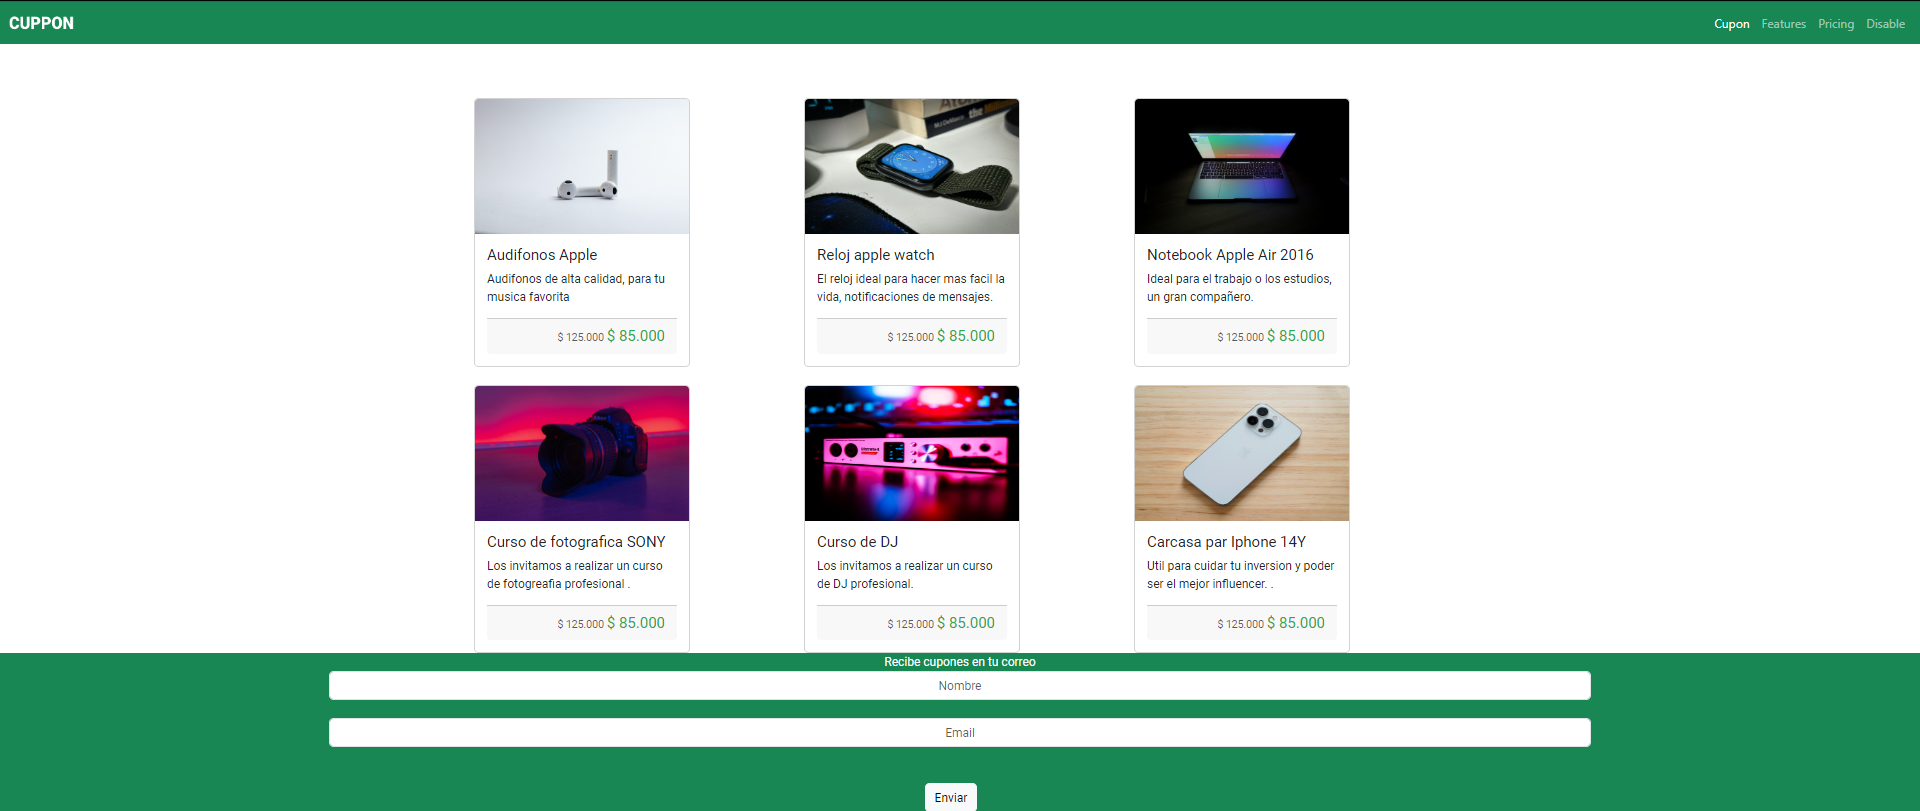 CUPPON
Cupon Features Pricing Disable
Audifonos Apple
Audifonos de alta calidad, para tu
musica favorita
$ 125.000 $ 85.000
Reloj apple watch
El reloj ideal para hacer mas facil la
vida, notificaciones de mensajes.
$ 125.000 $ 85.000
Notebook Apple Air 2016
Ideal para el trabajo o los estudios,
un gran compañero.
$ 125.000 $ 85.000
Curso de fotografica SONY
Los invitamos a realizar un curso
de fotogreafia profesional .
$ 125.000 $ 85.000
Curso de DJ
Los invitamos a realizar un curso
de DJ profesional.
$ 125.000 $ 85.000
Carcasa par Iphone 14Y
Util para cuidar tu inversion y poder
ser el mejor influencer. .
$ 125.000 $ 85.000
Recibe cupones en tu correo
Nombre
Email
Enviar